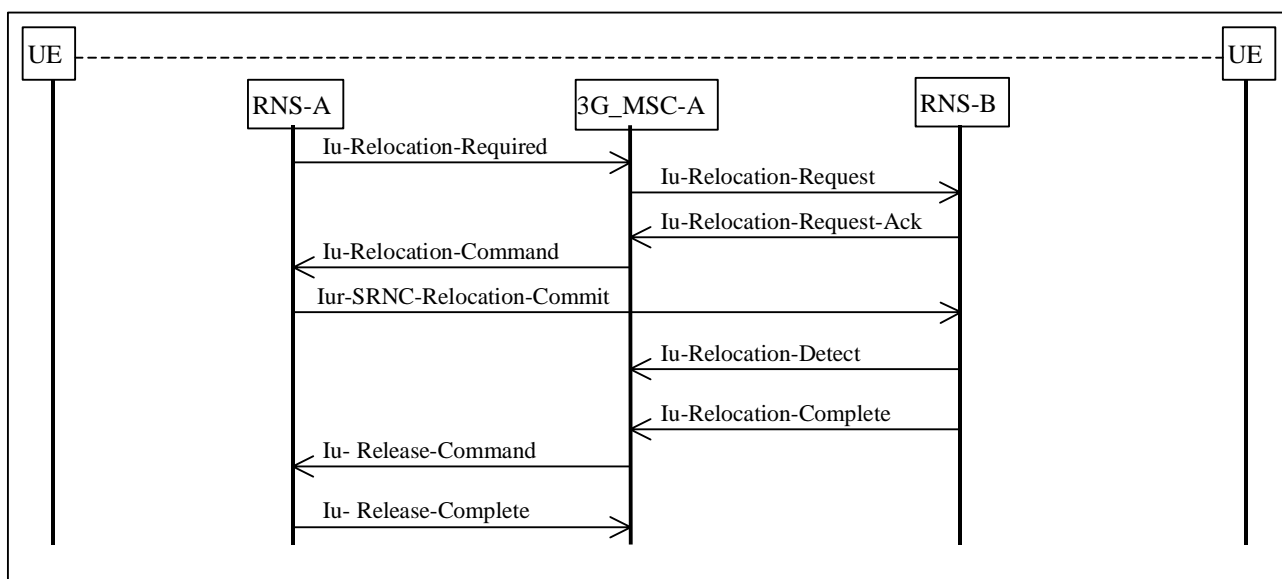 UE
UE
RNS-A
3G_MSC-A
RNS-B
Iu-Relocation-Required
Iu-Relocation-Request
Iu-Relocation-Request-Ack
Iu-Relocation-Command
Iur-SRNC-Relocation-Commit
Iu-Relocation-Detect
Iu-Relocation-Complete
Iu- Release-Command
Iu- Release-Complete